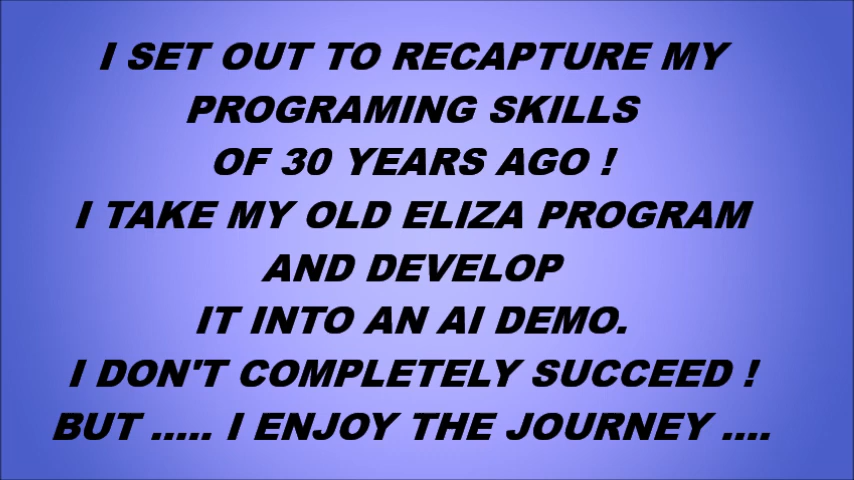 I SET OUT TO RECAPTURE MY
PROGRAMING SKILLS
OF 30 YEARS AGO !
I TAKE MY OLD ELIZA PROGRAM
AND DEVELOP
IT INTO AN AI DEMO.
I DON'T COMPLETELY SUCCEED !
BUT ..... I ENJOY THE JOURNEY ....